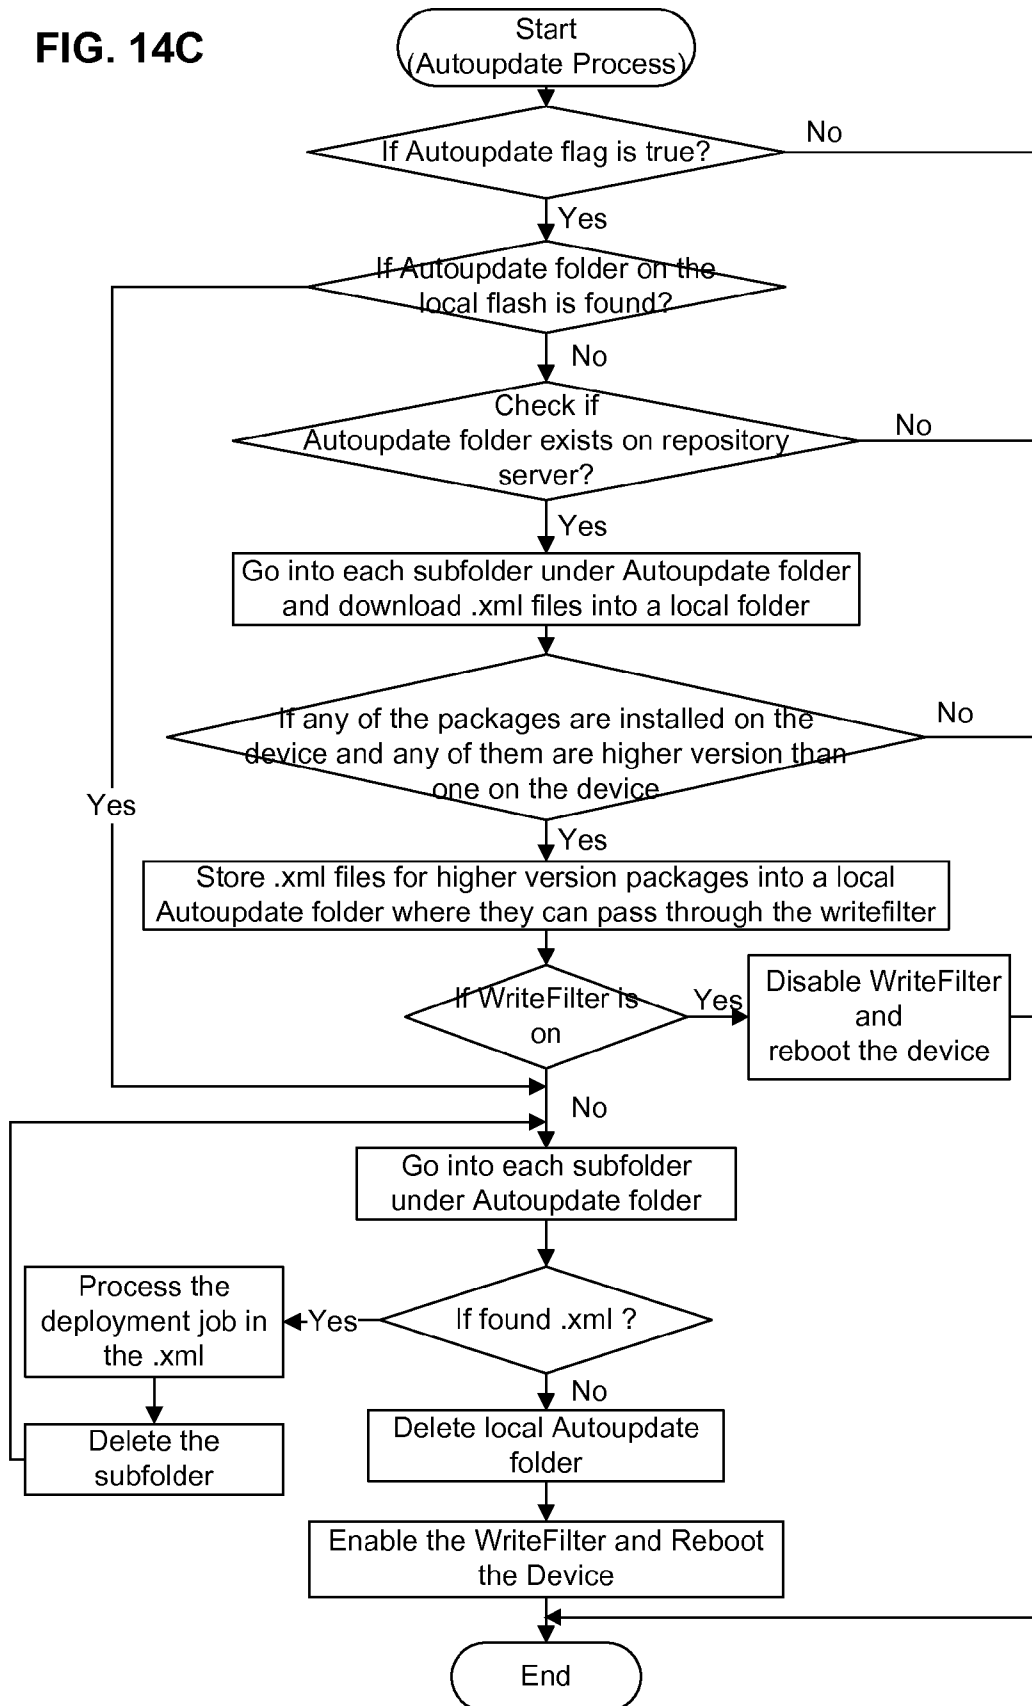 FIG. 14C
Start
(Autoupdate Process)
If Autoupdate flag is true?
No
Yes
If Autoupdate folder on the
local flash is found?
No
Check if
Autoupdate folder exists on repository
server?
No
Yes
Go into each subfolder under Autoupdate folder
and download .xml files into a local folder
If any of the packages are installed on the
device and any of them are higher version than
one on the device
No
Yes
Yes
Store .xml files for higher version packages into a local
Autoupdate folder where they can pass through the writefilter
If WriteFilter is
on
Yes
Disable WriteFilter
and
reboot the device
No
Go into each subfolder
under Autoupdate folder
If found .xml ?
Yes
Process the
deployment job in
the .xml
Delete the
subfolder
No
Delete local Autoupdate
folder
Enable the WriteFilter and Reboot
the Device
End